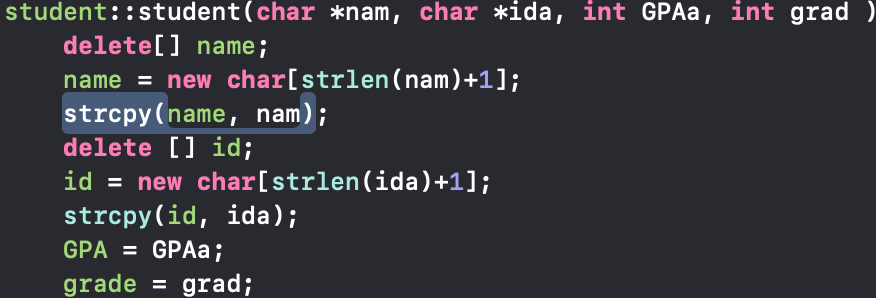 student::student(char *nam, char *ida, int GPAa, int grad )
delete[] name;
name = new char[strlen(nam)+1];
strcpy(name, nam);
delete [] id;
id = new char[strlen(ida)+1];
strcpy(id, ida);
GPA = GPAa;
grade = grad;